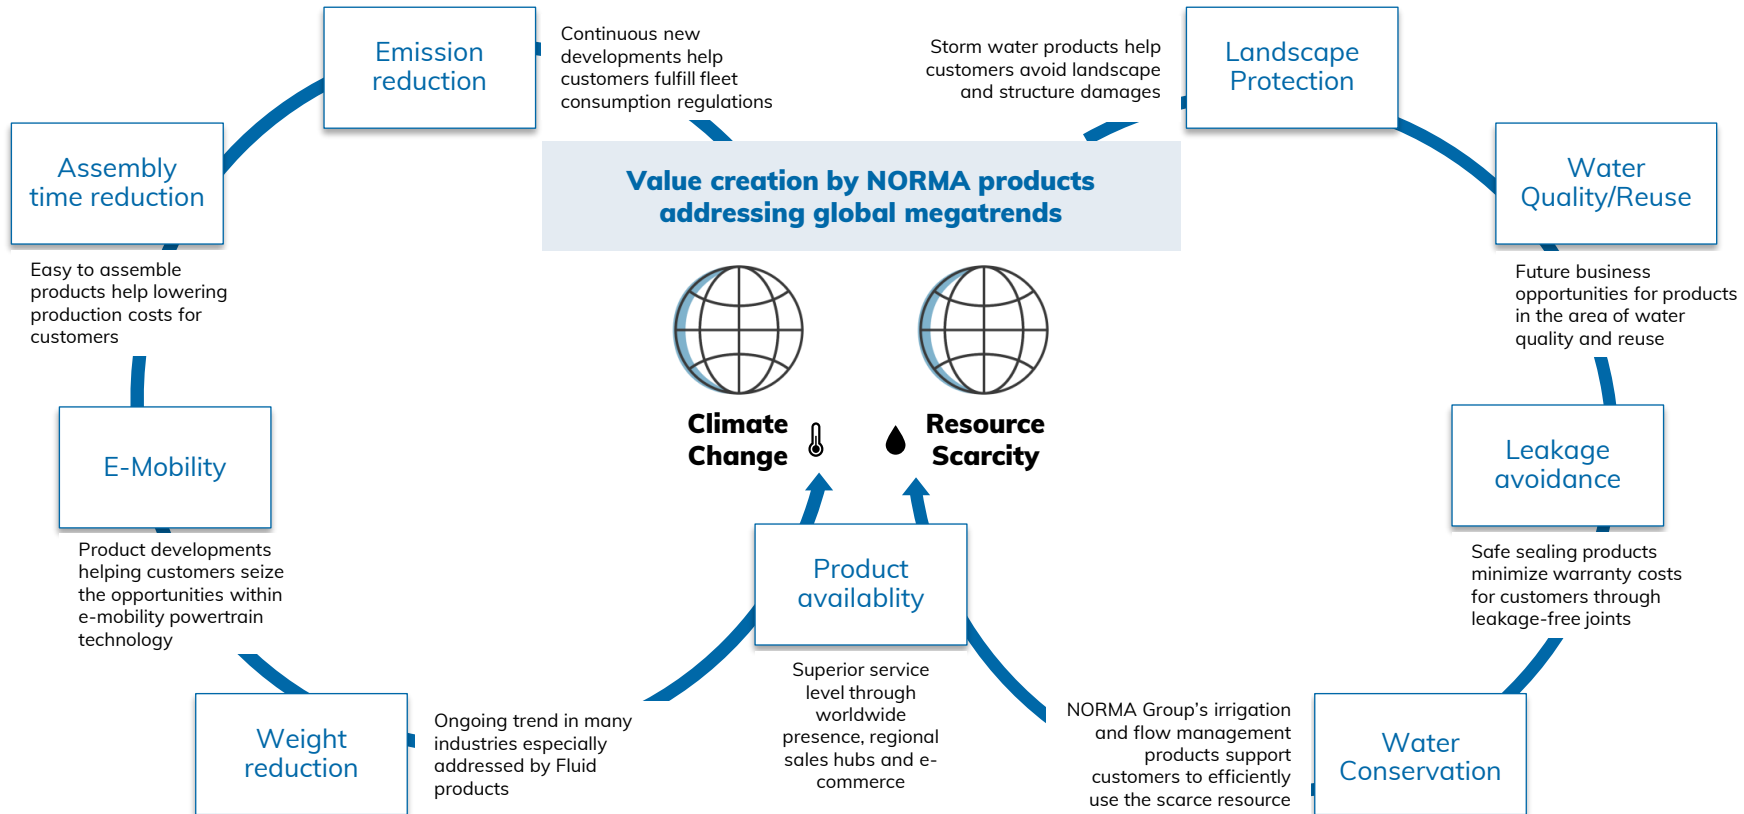 Emission
reduction
Continuous new
developments help
customers fulfill fleet
consumption regulations
Storm water products help
customers avoid landscape
and structure damages
Landscape
Protection
Assembly
time reduction
Easy to assemble
products help lowering
production costs for
customers
Value creation by NORMA products
addressing global megatrends
Water
Quality/Reuse
Future business
opportunities for products
in the area of water
quality and reuse
Climate
Change
Resource
Scarcity
E-Mobility
Product developments
helping customers seize
the opportunities within
e-mobility powertrain
technology
Leakage
avoidance
Safe sealing products
minimize warranty costs
for customers through
leakage-free joints
Product
availablity
Superior service
level through
worldwide
presence, regional
sales hubs and e-
commerce
Weight
reduction
Ongoing trend in many
industries especially
addressed by Fluid
products
NORMA Group’s irrigation
and flow management
products support
customers to efficiently
use the scarce resource
Water
Conservation